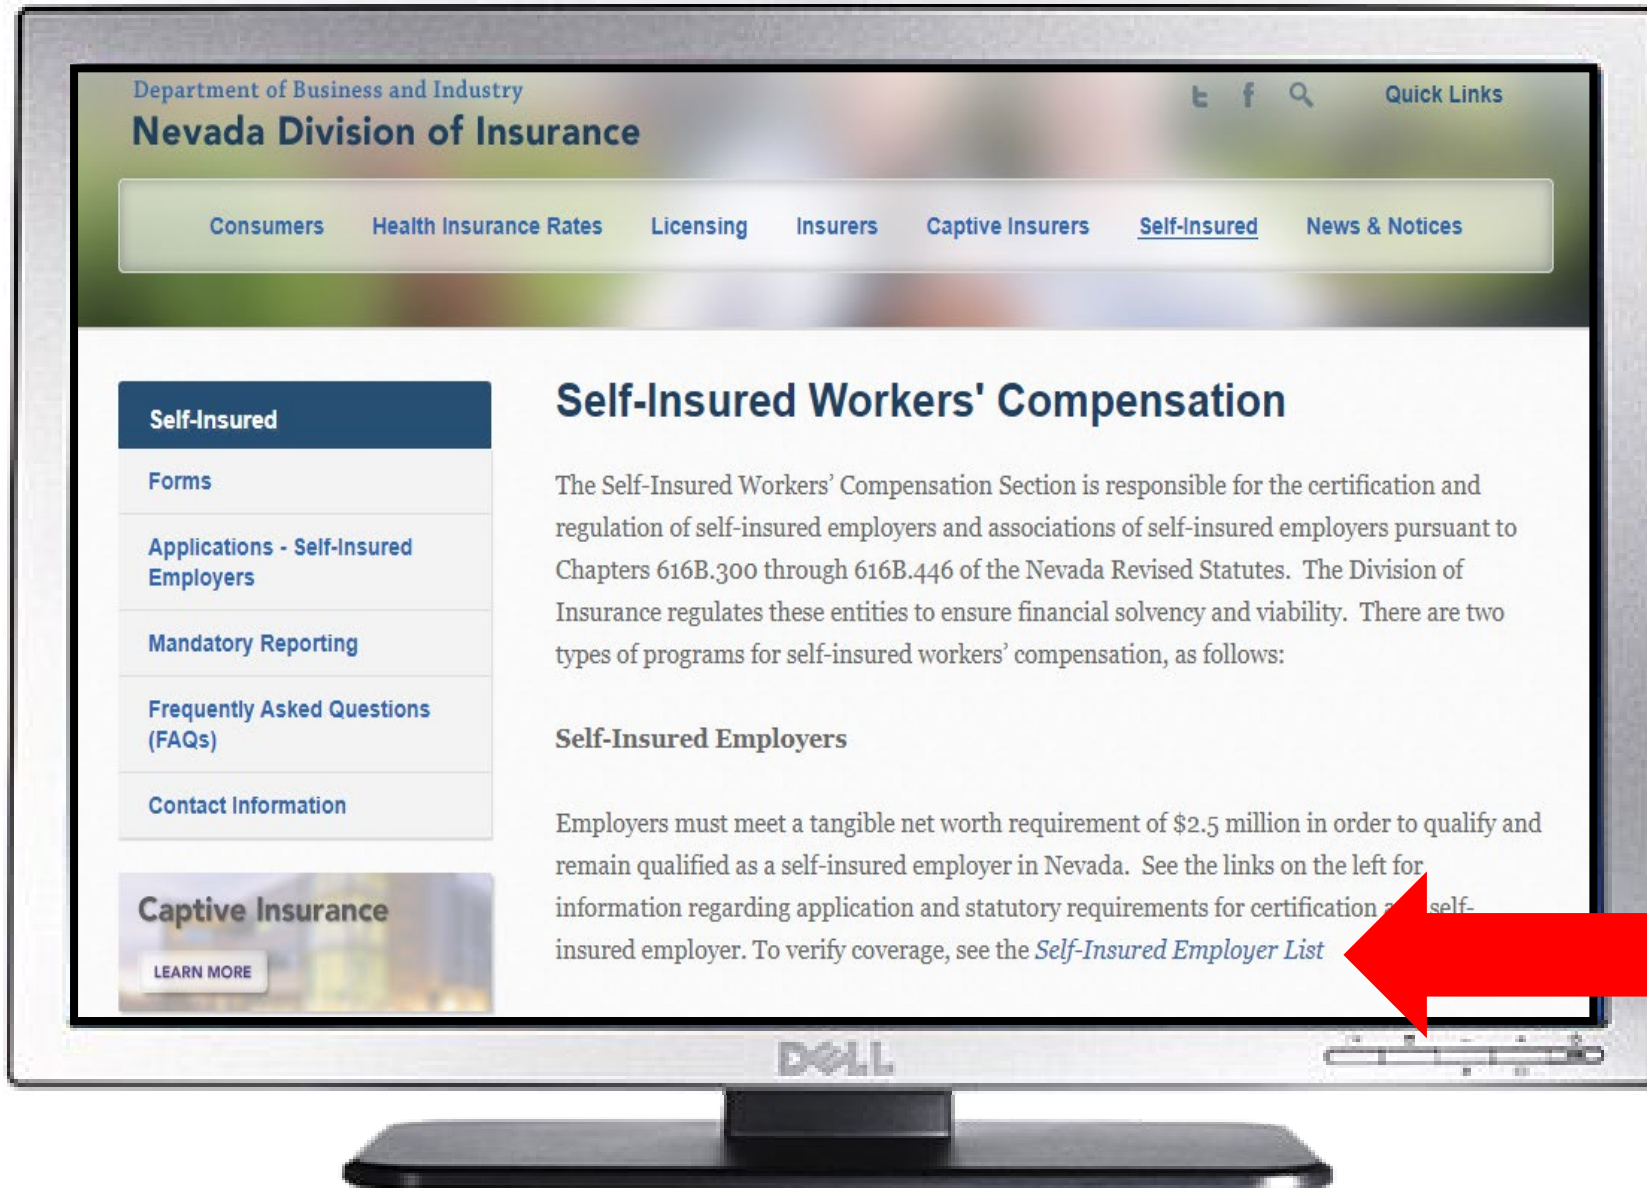 Department of Business and Industry
Quick Links
Nevada Division of Insurance
Consumers Health Insurance Rates Licensing Insurers Captive Insurers Self-Insured News & Notices
Self-Insured
Forms
Applications - Self-Insured
Employers
Mandatory Reporting
Frequently Asked Questions
(FAQs)
Contact Information
Captive Insurance
LEARN MORE
Self-Insured Workers' Compensation
The Self-Insured Workers’ Compensation Section is responsible for the certification and
regulation of self-insured employers and associations of self-insured employers pursuant to
Chapters 616B.300 through 616B.446 of the Nevada Revised Statutes. The Division of
Insurance regulates these entities to ensure financial solvency and viability. There are two
types of programs for self-insured workers’ compensation, as follows:
Self-Insured Employers
Employers must meet a tangible net worth requirement of $2.5 million in order to qualify and
remain qualified as a self-insured employer in Nevada. See the links on the left for
information regarding application and statutory requirements for certification self-
insured employer. To verify coverage, see the Self-Insured Employer List
DELL